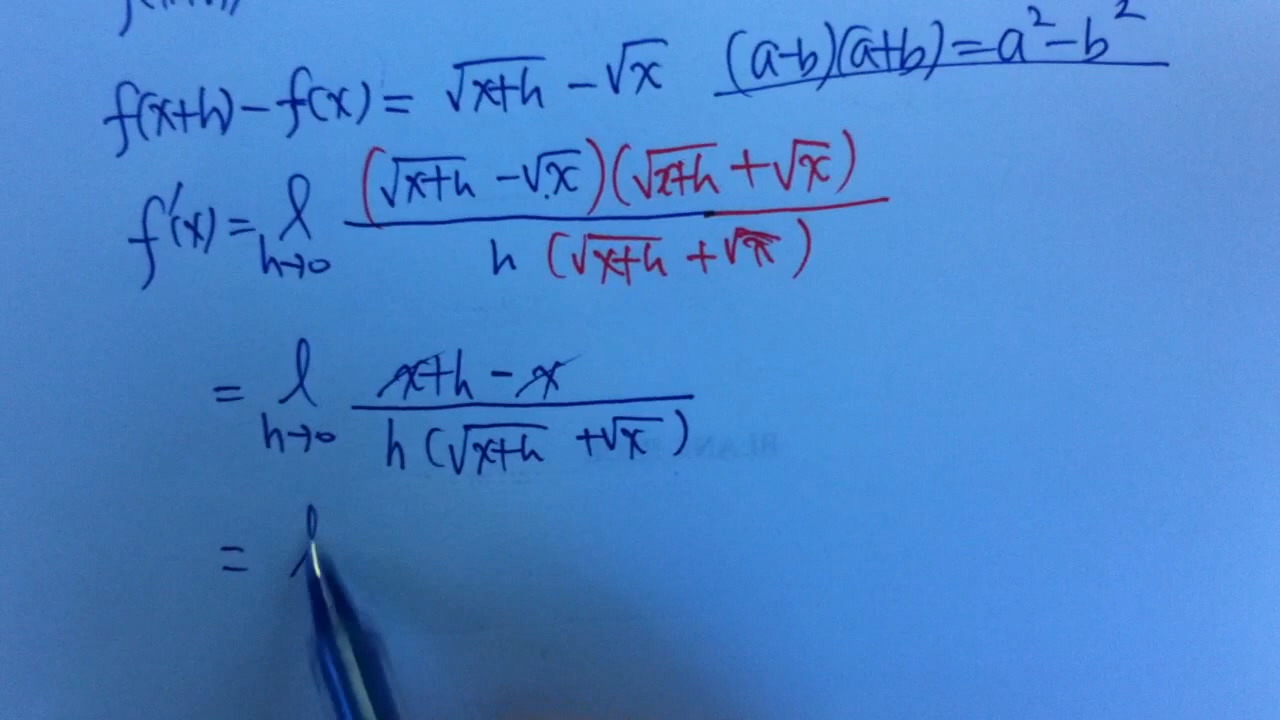 f(x+h) - f(x) = √x+h - √x (a-b)(a+b) = a² - b²
f'(x) = l h→0 (√x+h - √x)(√x+h + √x) / h (√x+h + √x)
= l h→0 x+h - x / h (√x+h + √x)
= l